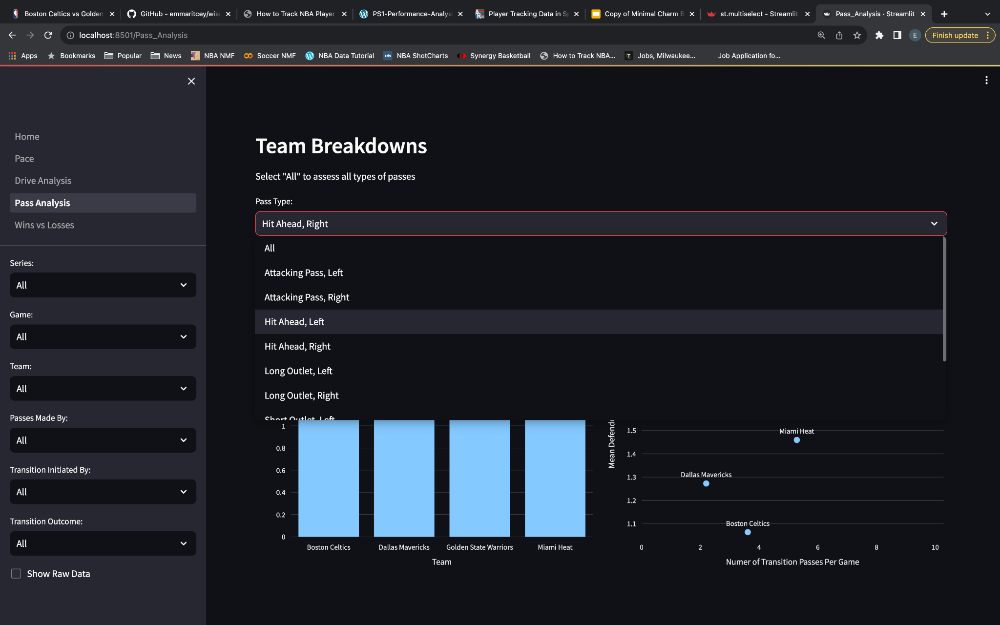 Boston Celtics vs Golden
GitHub - emmaritcey/wisc
How to Track NBA Player
PS1-Performance-Analyst
Player Tracking Data in Sp
Copy of Minimal Charm B
st.multiselect - Streamlit
Pass_Analysis · Streamlit
localhost:8501/Pass_Analysis
E
Finish update
Apps
Bookmarks
Popular
News
NBA NMF
Soccer NMF
NBA Data Tutorial
tds
NBA ShotCharts
Synergy Basketball
How to Track NBA...
Jobs, Milwaukee...
Job Application fo...
Home
Pace
Drive Analysis
Pass Analysis
Wins vs Losses
Series:
All
Game:
All
Team:
All
Passes Made By:
All
Transition Initiated By:
All
Transition Outcome:
All
Show Raw Data
Team Breakdowns
Select "All" to assess all types of passes
Pass Type:
Hit Ahead, Right
All
Attacking Pass, Left
Attacking Pass, Right
Hit Ahead, Left
Hit Ahead, Right
Long Outlet, Left
Long Outlet, Right
Short Outlet, Left
1
0.8
0.6
0.4
0.2
0
Boston Celtics
Dallas Mavericks
Golden State Warriors
Miami Heat
Team
Mean Defende
1.5
1.4
1.3
1.2
1.1
Miami Heat
Dallas Mavericks
Boston Celtics
0
2
4
6
8
10
Numer of Transition Passes Per Game